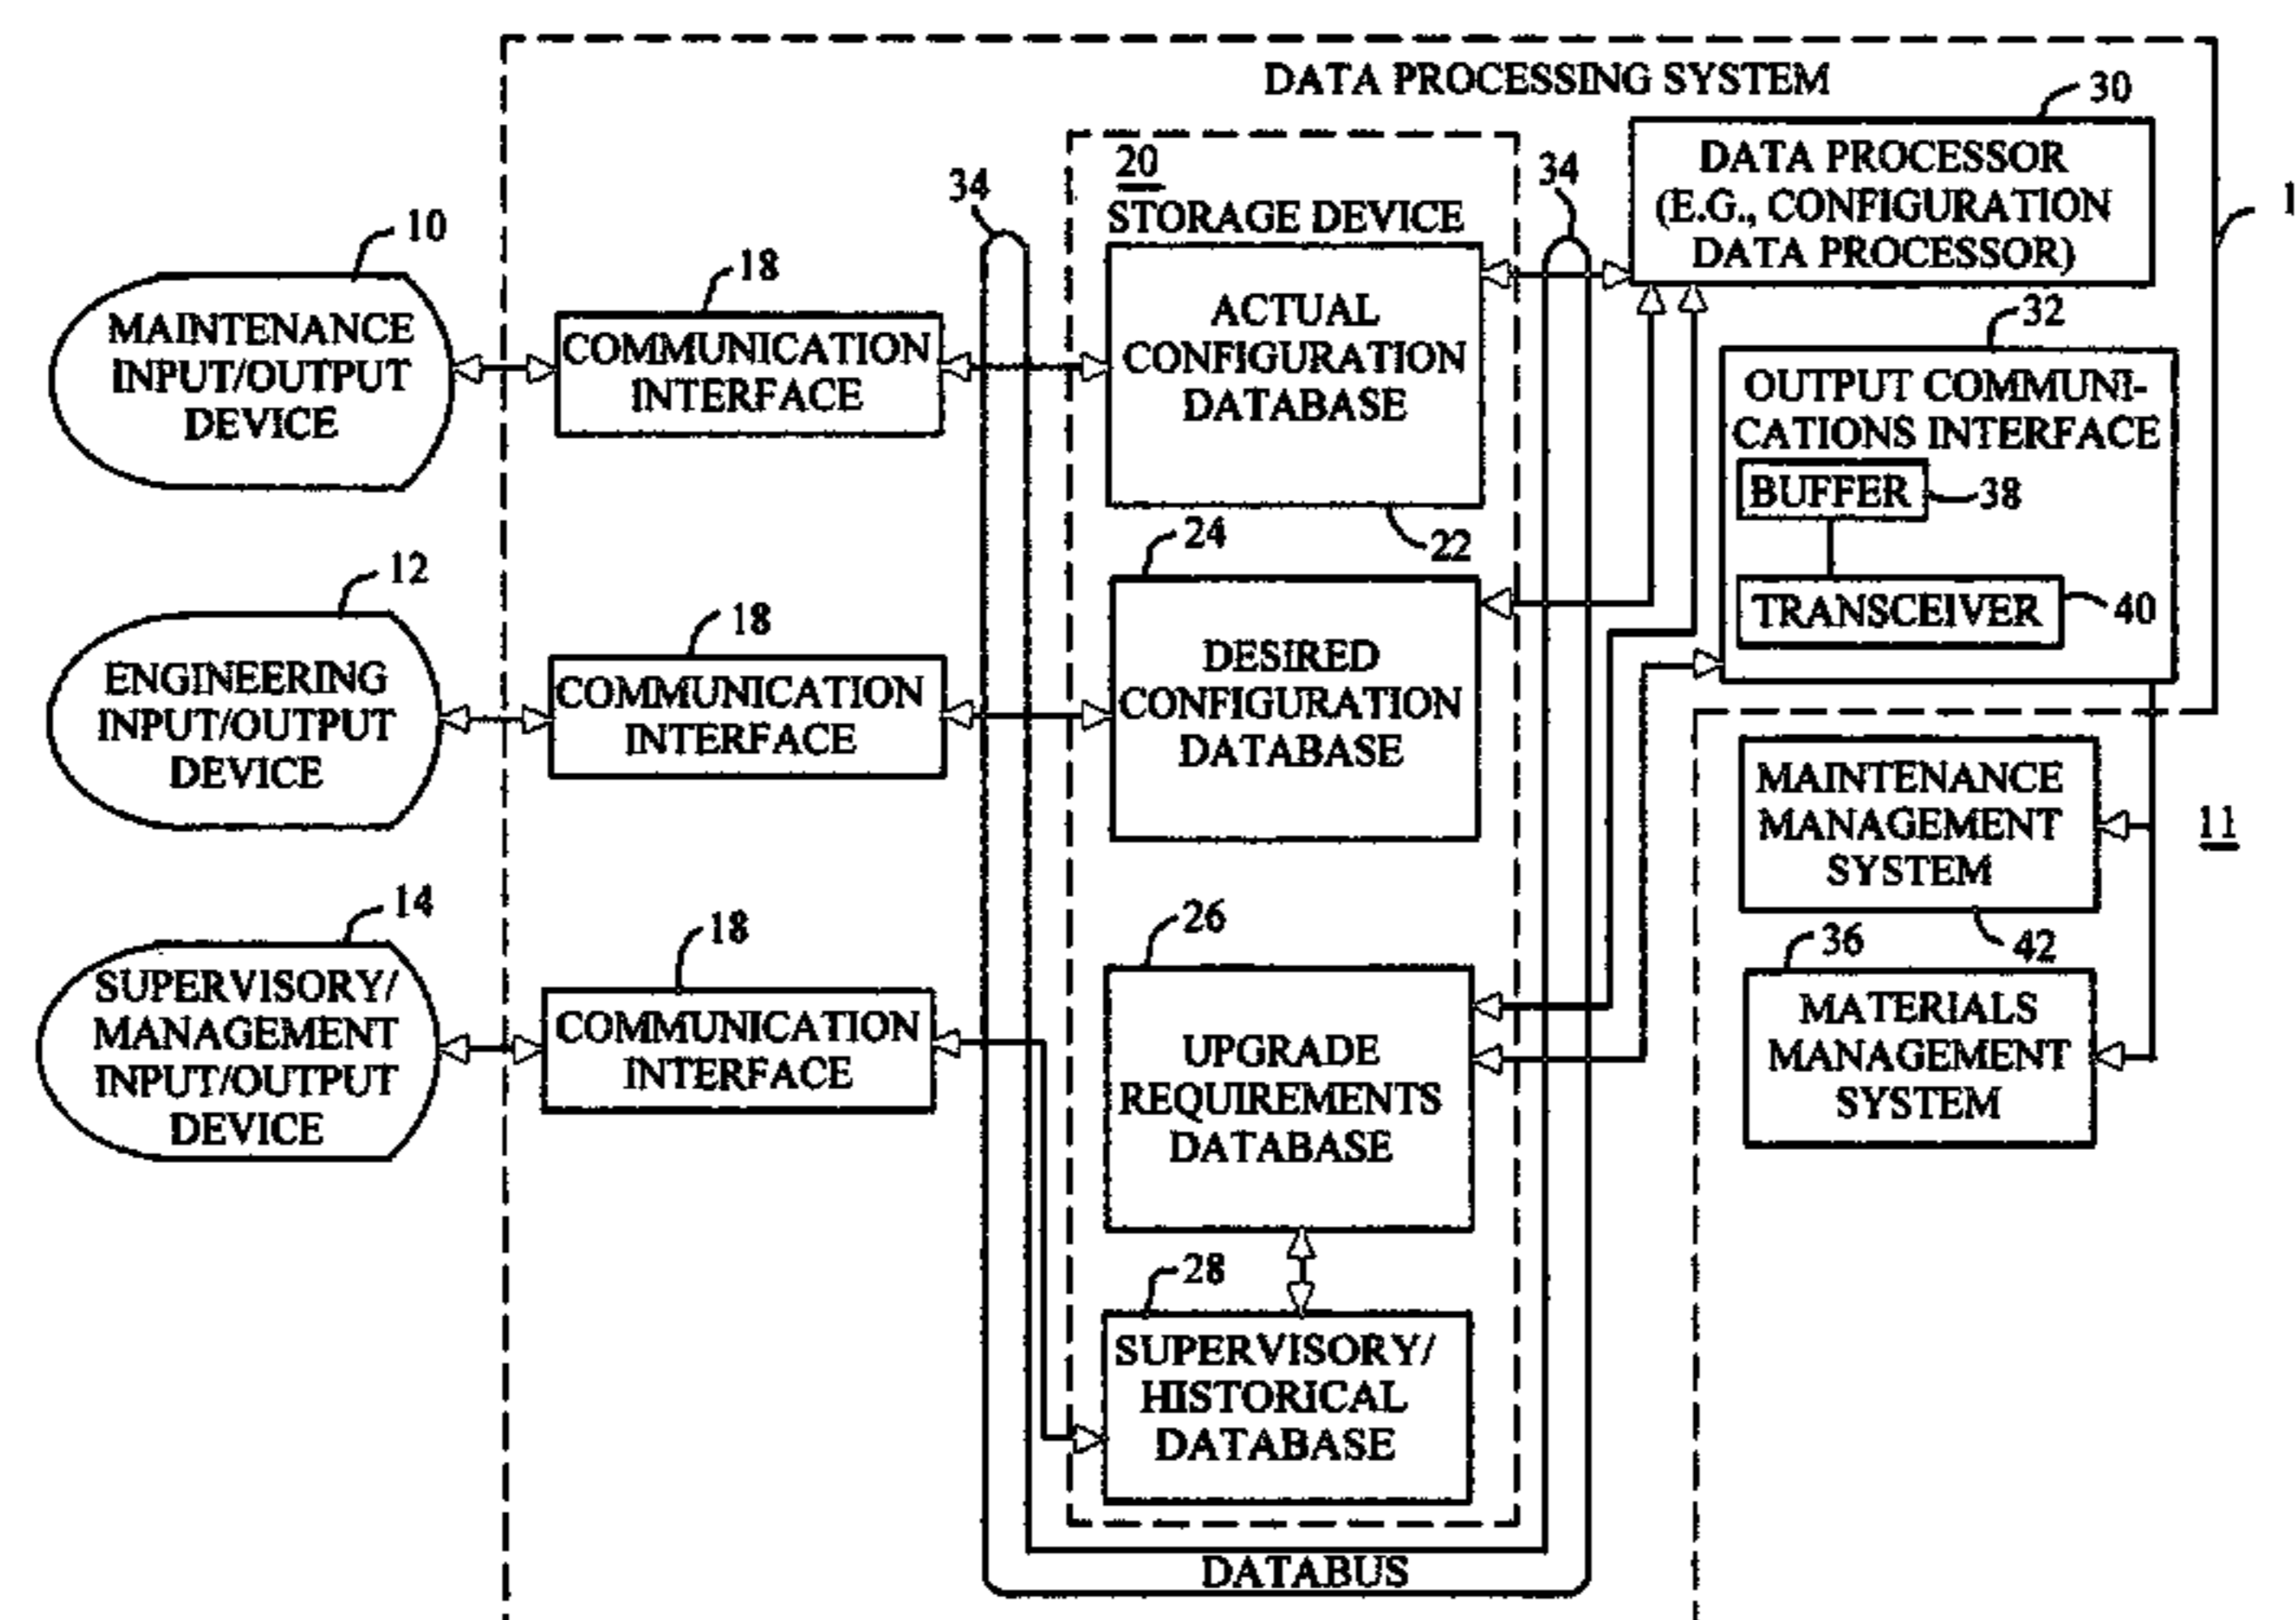 DATA PROCESSING SYSTEM
30
DATA PROCESSOR
(E.G., CONFIGURATION
DATA PROCESSOR)
1
34
20
STORAGE DEVICE
34
10
MAINTENANCE
INPUT/OUTPUT
DEVICE
18
COMMUNICATION
INTERFACE
ACTUAL
CONFIGURATION
DATABASE
22
32
OUTPUT COMMUNI-
CATIONS INTERFACE
BUFFER
38
TRANSCEIVER
40
12
ENGINEERING
INPUT/OUTPUT
DEVICE
18
COMMUNICATION
INTERFACE
24
DESIRED
CONFIGURATION
DATABASE
MAINTENANCE
MANAGEMENT
SYSTEM
42
11
14
SUPERVISORY/
MANAGEMENT
INPUT/OUTPUT
DEVICE
18
COMMUNICATION
INTERFACE
26
UPGRADE
REQUIREMENTS
DATABASE
36
MATERIALS
MANAGEMENT
SYSTEM
28
SUPERVISORY/
HISTORICAL
DATABASE
DATABUS